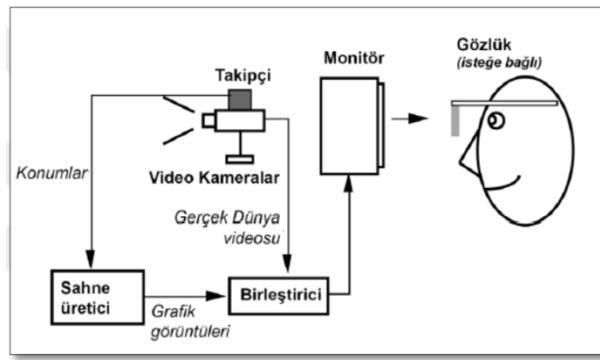 Takipçi
Monitör
Gözlük
(isteğe bağlı)
Konumlar
Video Kameralar
Gerçek Dünya
videosu
Sahne
üretici
Grafik
görüntüleri
Birleştirici